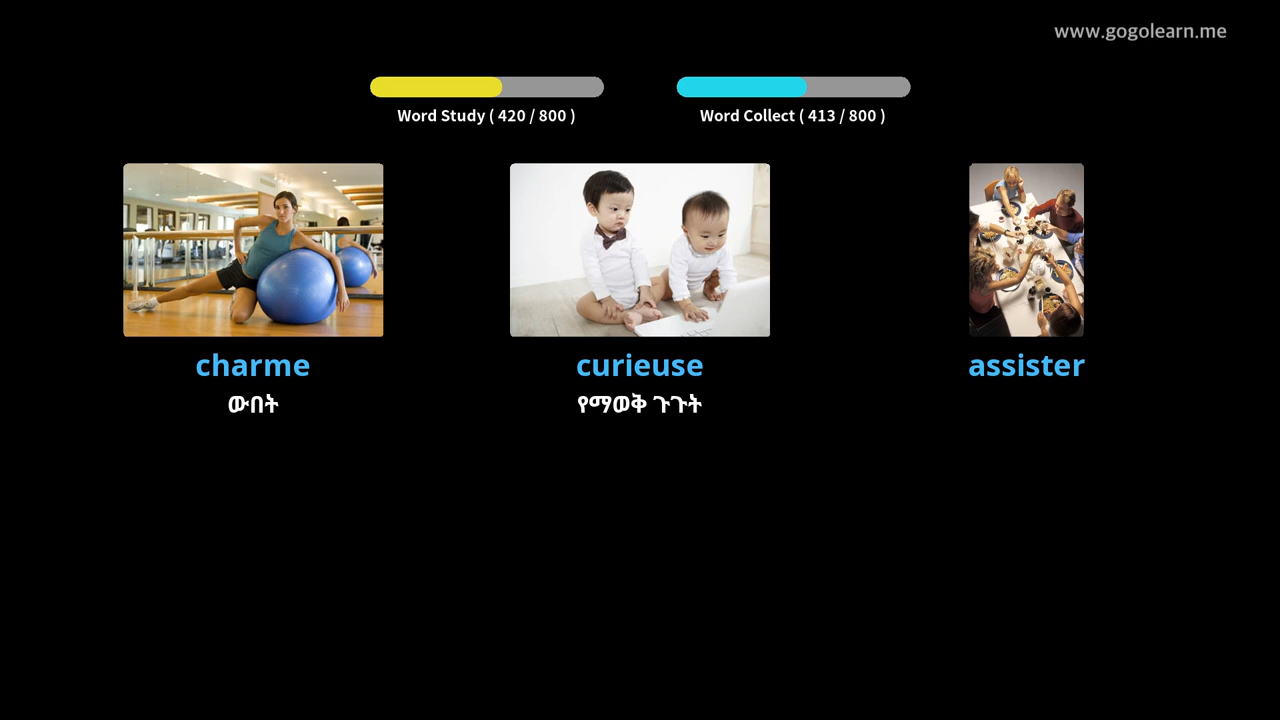 www.gogolearn.me
Word Study ( 420 / 800 )
Word Collect ( 413 / 800 )
charme
ውበት
curieuse
የማወቅ ጉጉት
assister